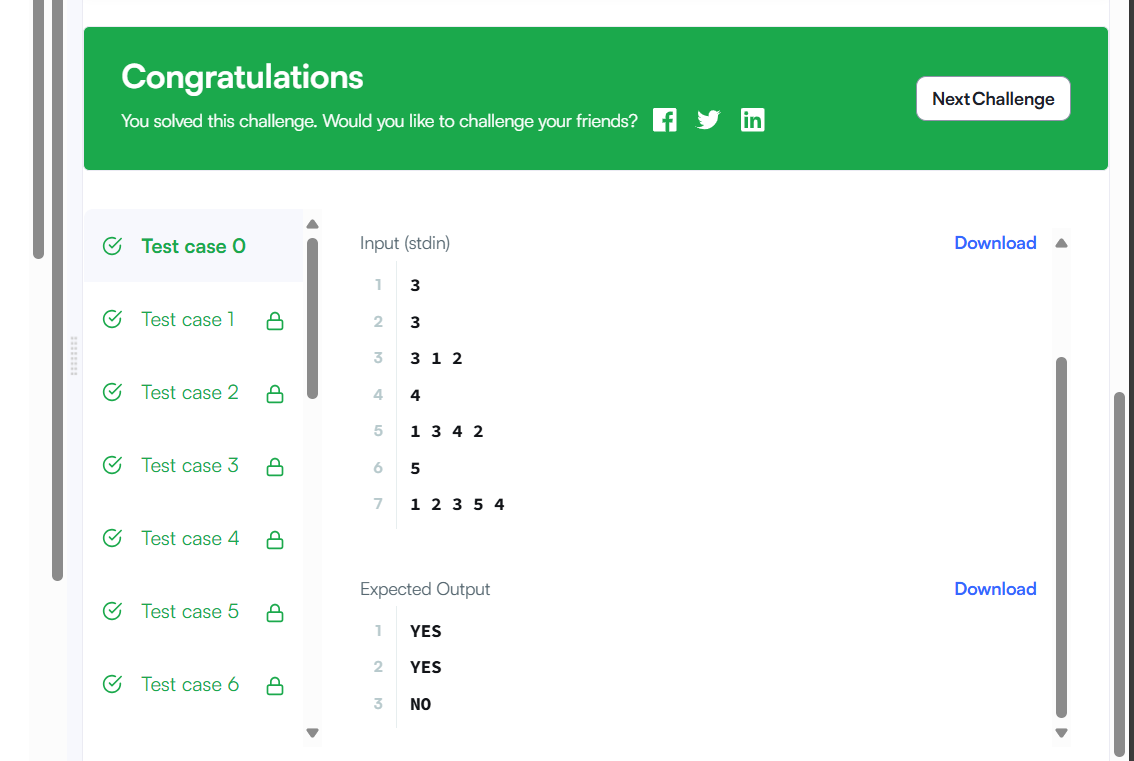 Congratulations
You solved this challenge. Would you like to challenge your friends?
Next Challenge
Test case 0
Test case 1
Test case 2
Test case 3
Test case 4
Test case 5
Test case 6
Input (stdin)
Download
1 3
2 3
3 3 1 2
4 4
5 1 3 4 2
6 5
7 1 2 3 5 4
Expected Output
Download
1 YES
2 YES
3 NO